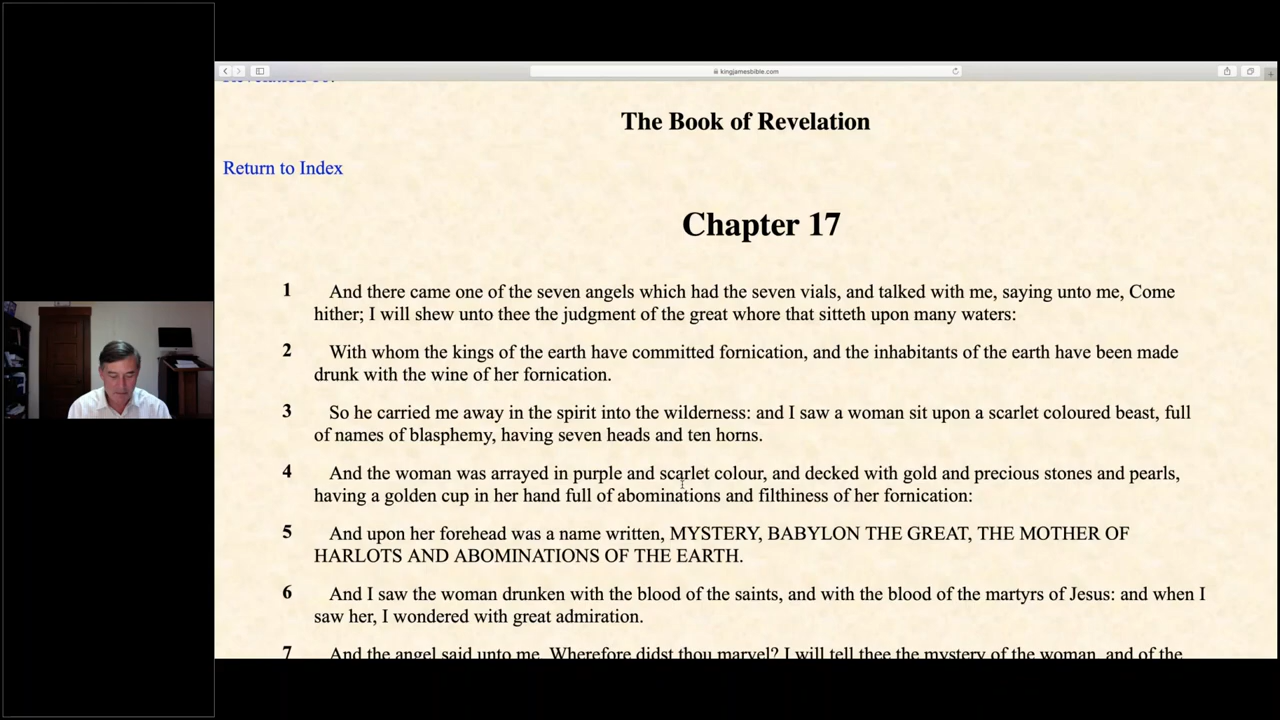 kingjamesbible.com
The Book of Revelation
Return to Index
Chapter 17
1 And there came one of the seven angels which had the seven vials, and talked with me, saying unto me, Come
hither; I will shew unto thee the judgment of the great whore that sitteth upon many waters:
2 With whom the kings of the earth have committed fornication, and the inhabitants of the earth have been made
drunk with the wine of her fornication.
3 So he carried me away in the spirit into the wilderness: and I saw a woman sit upon a scarlet coloured beast, full
of names of blasphemy, having seven heads and ten horns.
4 And the woman was arrayed in purple and scarlet colour, and decked with gold and precious stones and pearls,
having a golden cup in her hand full of abominations and filthiness of her fornication:
5 And upon her forehead was a name written, MYSTERY, BABYLON THE GREAT, THE MOTHER OF
HARLOTS AND ABOMINATIONS OF THE EARTH.
6 And I saw the woman drunken with the blood of the saints, and with the blood of the martyrs of Jesus: and when I
saw her, I wondered with great admiration.
7 And the angel said unto me, Wherefore didst thou marvel? I will tell thee the mystery of the woman, and of the